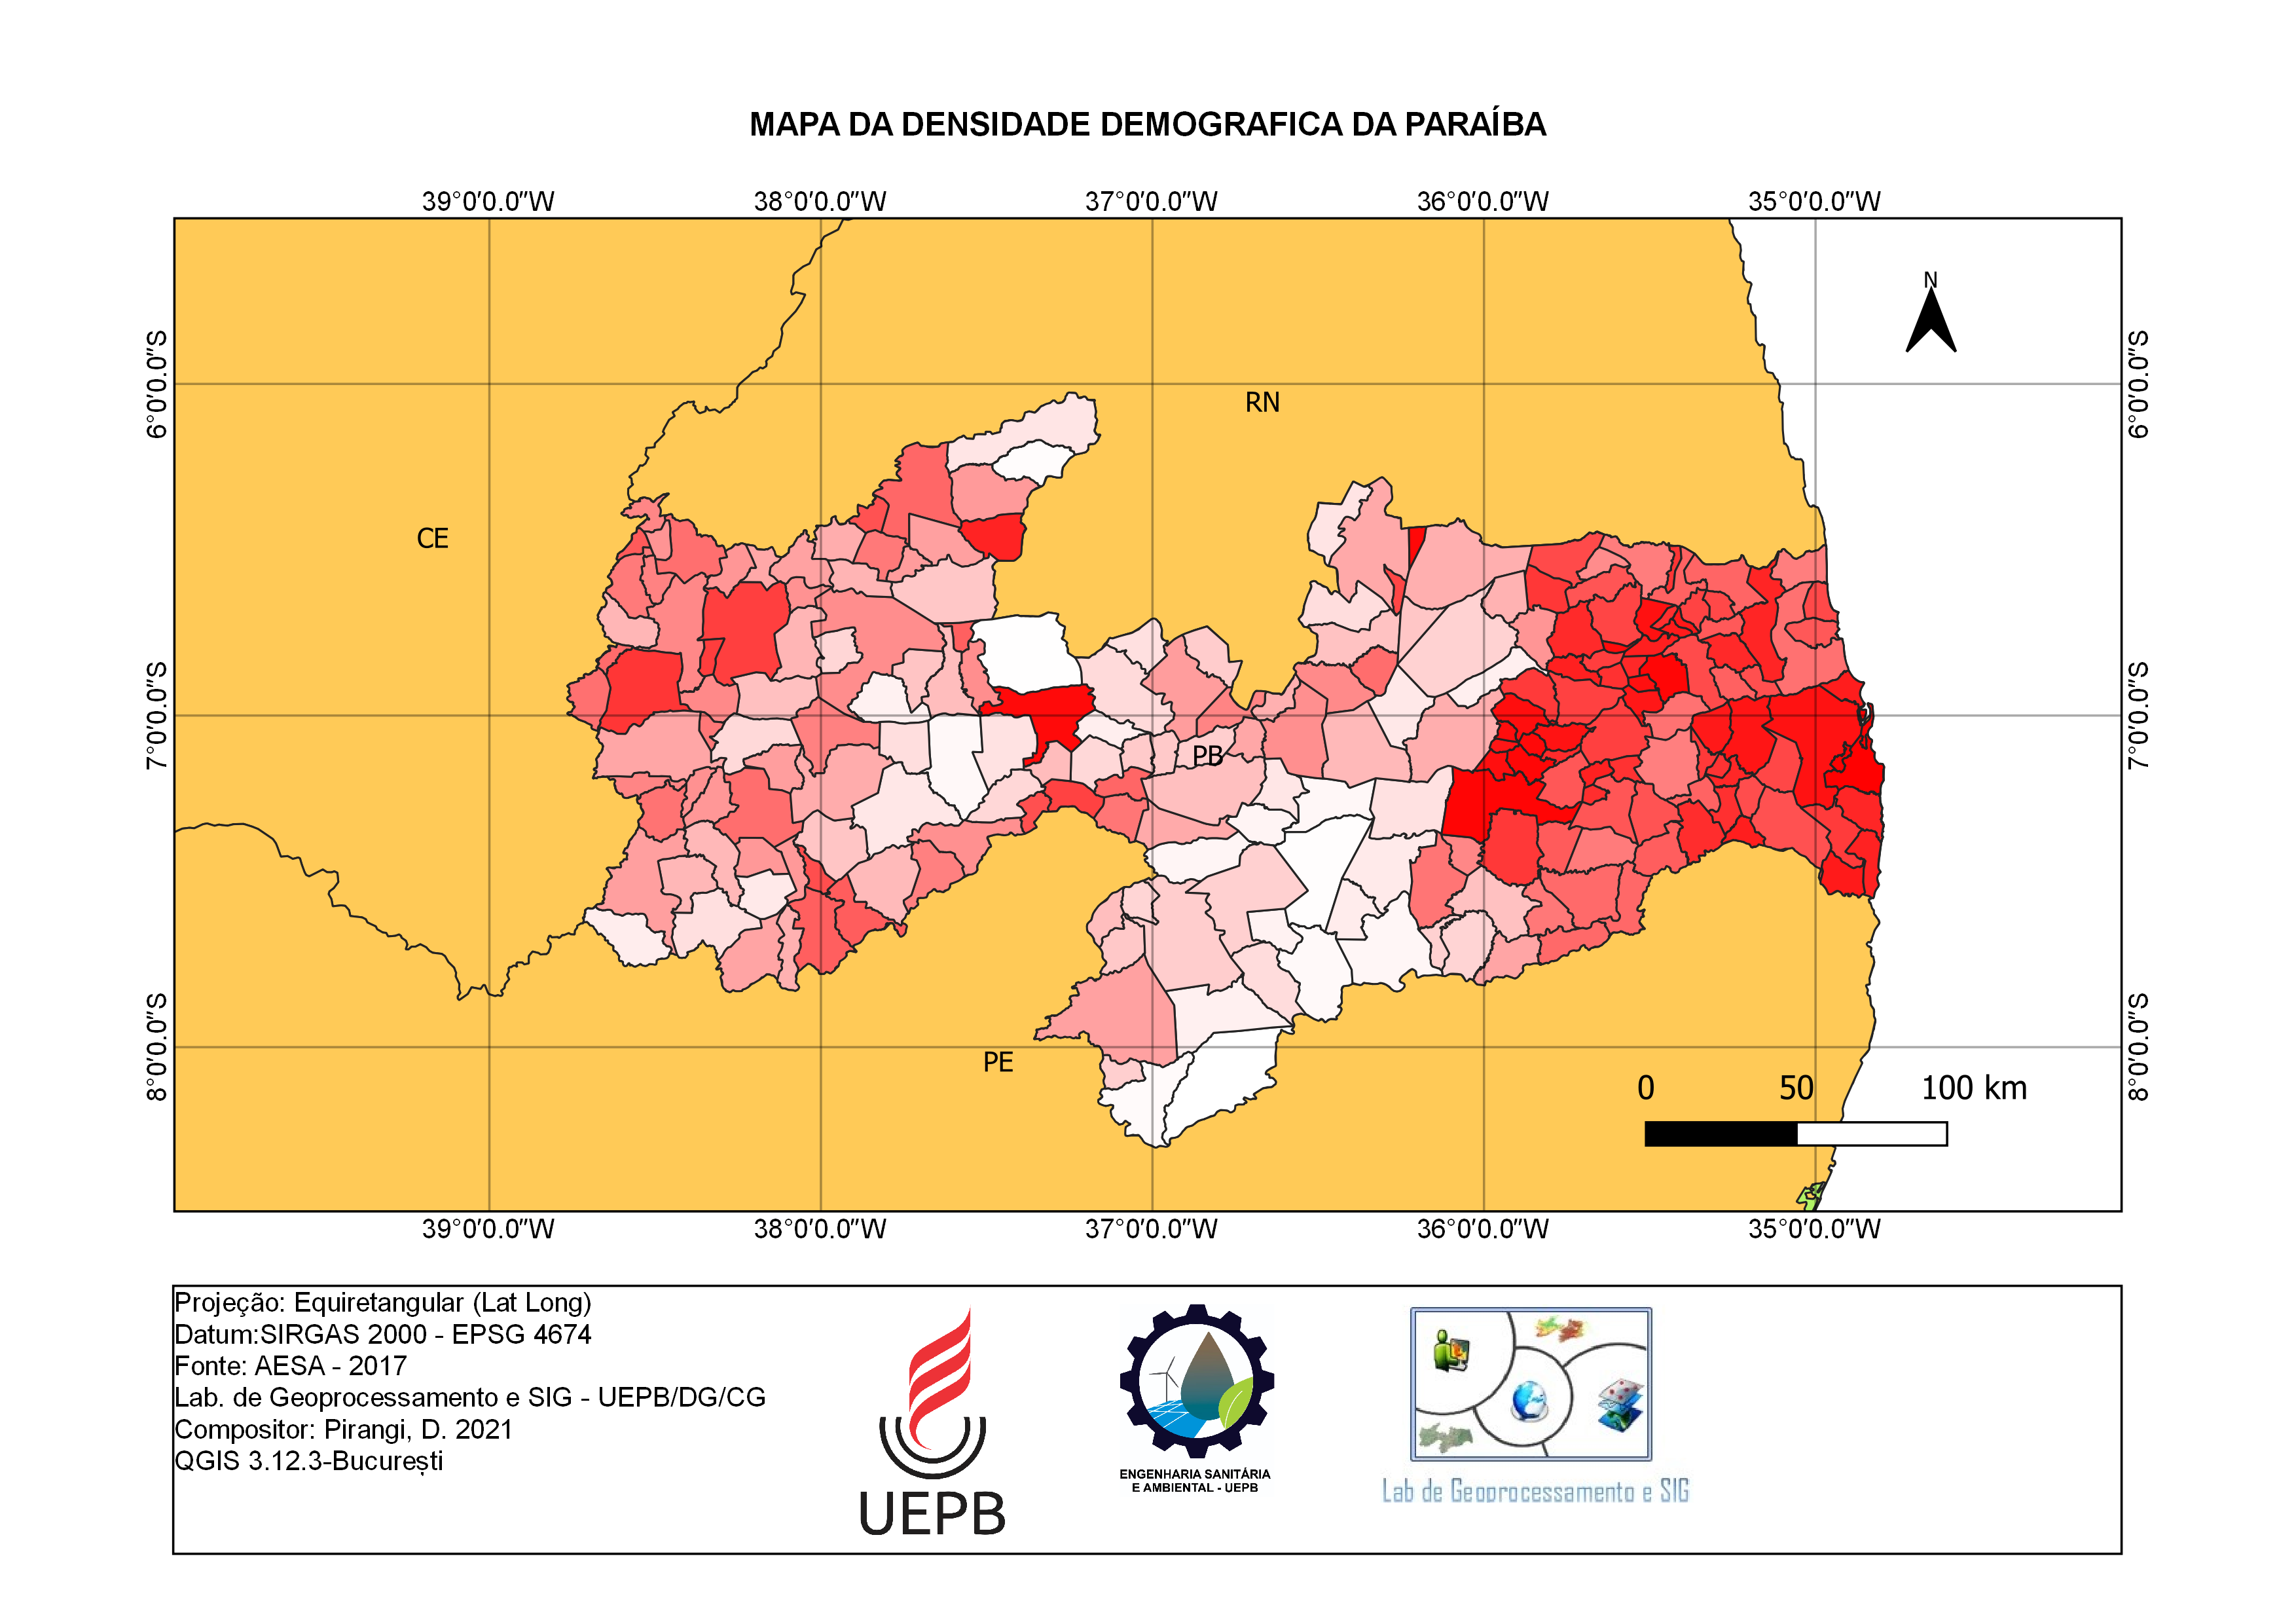 MAPA DA DENSIDADE DEMOGRAFICA DA PARAÍBA
39°0'0.0"W 38°0'0.0"W 37°0'0.0"W 36°0'0.0"W 35°0'0.0"W
N
6°0'0.0"S 6°0'0.0"S
RN
CE
7°0'0.0"S 7°0'0.0"S
PB
8°0'0.0"S 8°0'0.0"S
PE
0 50 100 km
39°0'0.0"W 38°0'0.0"W 37°0'0.0"W 36°0'0.0"W 35°0'0.0"W
Projeção: Equiretangular (Lat Long)
Datum:SIRGAS 2000 - EPSG 4674
Fonte: AESA - 2017
Lab. de Geoprocessamento e SIG - UEPB/DG/CG
Compositor: Pirangi, D. 2021
QGIS 3.12.3-București
UEPB
ENGENHARIA SANITÁRIA
E AMBIENTAL - UEPB
Lab de Geoprocessamento e SIG